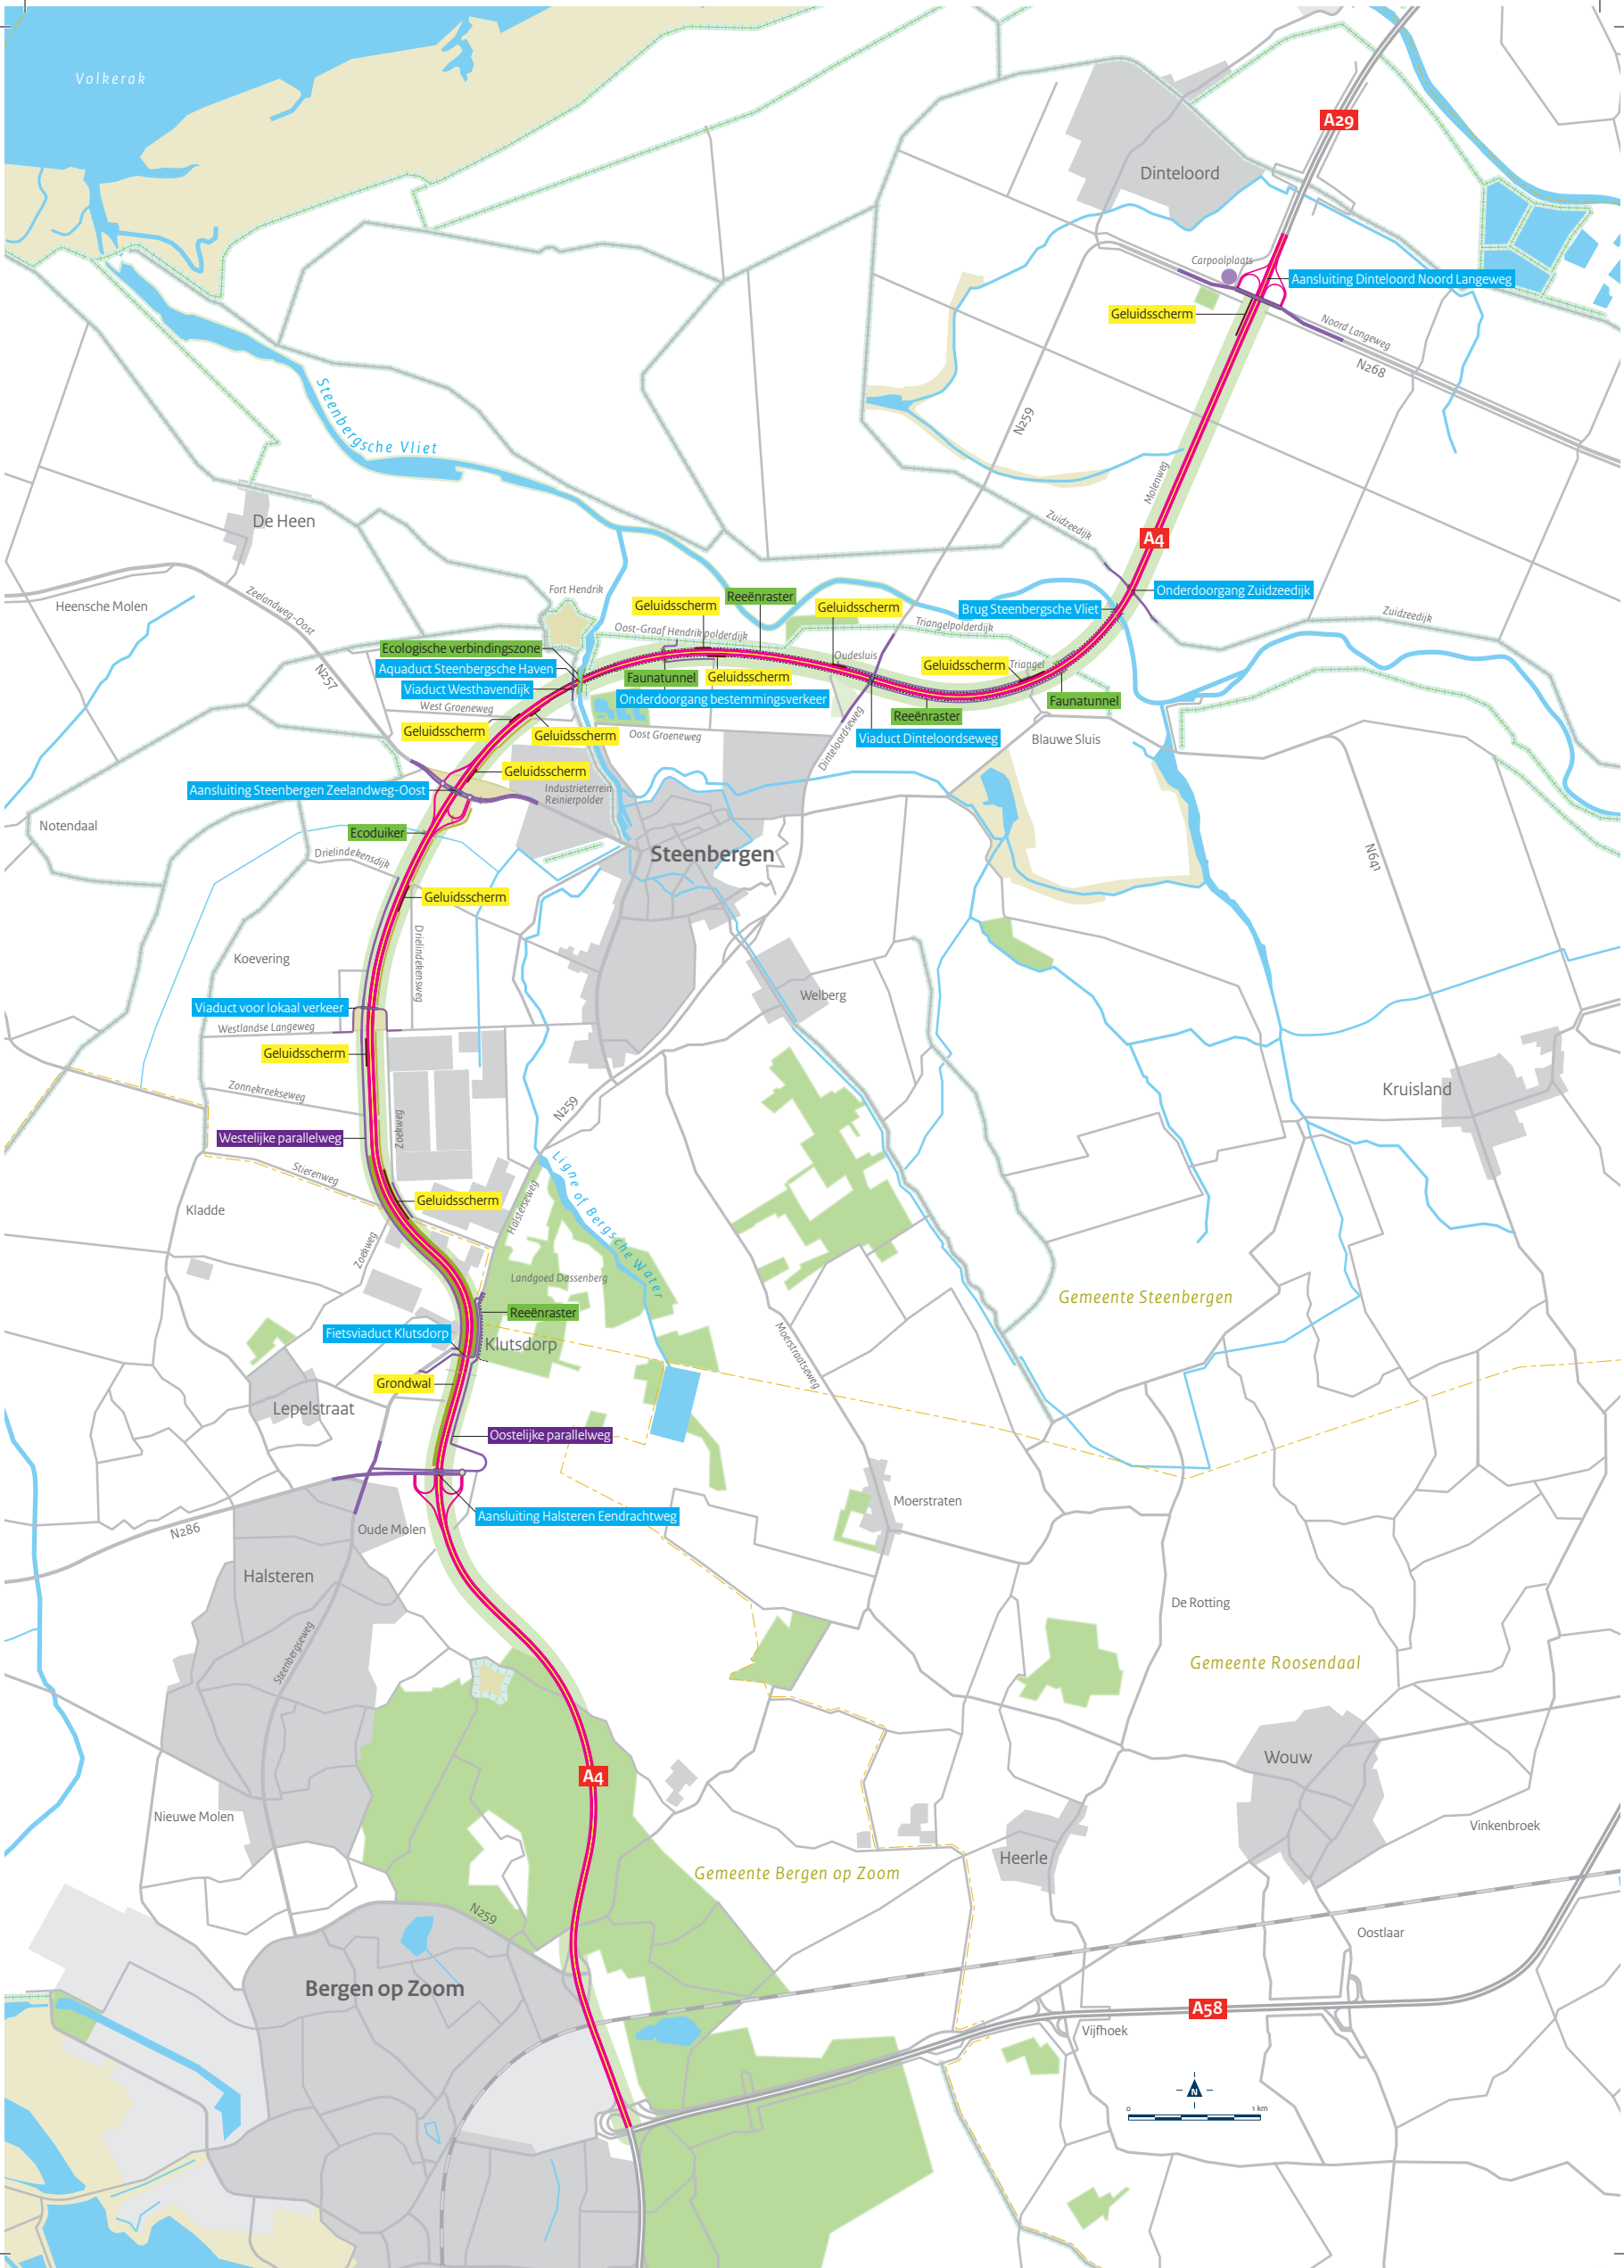 Volkerak
A29
Dinteloord
Carpoolplaats
Aansluiting Dinteloord Noord Langeweg
Geluidsscherm
Noord Langeweg
N268
Steenbergsche Vliet
N259
Molenweg
De Heen
Zuidzeedijk
A4
Heensche Molen
Zeelandweg-Oost
Fort Hendrik
Reeënraster
Onderdoorgang Zuidzeedijk
Geluidsscherm
Geluidsscherm
Brug Steenbergsche Vliet
Zuidzeedijk
Oost-Graaf Hendrikpolderdijk
Triangelpolderdijk
Ecologische verbindingszone
Oudesluis
Aquaduct Steenbergsche Haven
Geluidsscherm
Triangel
N257
Faunatunnel
Geluidsscherm
Viaduct Westhavendijk
Onderdoorgang bestemmingsverkeer
Faunatunnel
West Groeneweg
Reeënraster
Geluidsscherm
Geluidsscherm
Oost Groeneweg
Dinteloordseweg
Viaduct Dinteloordseweg
Blauwe Sluis
Geluidsscherm
Aansluiting Steenbergen Zeelandweg-Oost
Industrieterrein
Reinierpolder
Notendaal
Ecoduiker
Drielindekensdijk
Steenbergen
N641
Geluidsscherm
Koevering
Drielindekensweg
Welberg
Viaduct voor lokaal verkeer
Westlandse Langeweg
Geluidsscherm
Zonnekreekseweg
N259
Kruisland
Zoekweg
Westelijke parallelweg
Stierenweg
Ligne of Bergsche Water
Geluidsscherm
Halsterseweg
Kladde
Zoekweg
Landgoed Dassenberg
Gemeente Steenbergen
Reeënraster
Fietsviaduct Klutsdorp
Klutsdorp
Moerstraatseweg
Grondwal
Lepelstraat
Oostelijke parallelweg
Moerstraten
Aansluiting Halsteren Eendrachtweg
N286
Oude Molen
Halsteren
De Rotting
Steenbergseweg
Gemeente Roosendaal
Wouw
A4
Nieuwe Molen
Vinkenbroek
Heerle
Gemeente Bergen op Zoom
N259
Oostlaar
Bergen op Zoom
A58
Vijfhoek
N
0 1 km